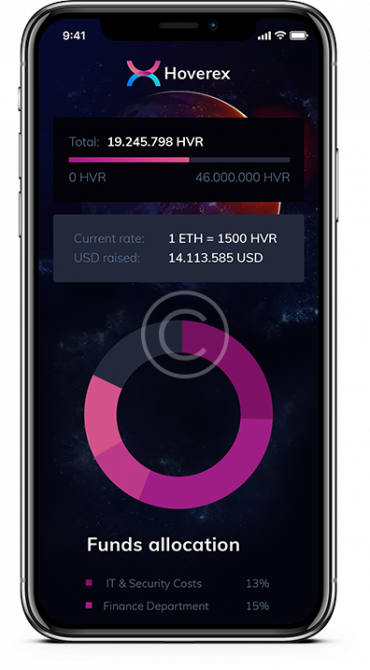 9:41
Hoverex
Total: 19.245.798 HVR
0 HVR 46.000.000 HVR
Current rate: 1 ETH = 1500 HVR
USD raised: 14.113.585 USD
©
Funds allocation
IT & Security Costs 13%
Finance Department 15%